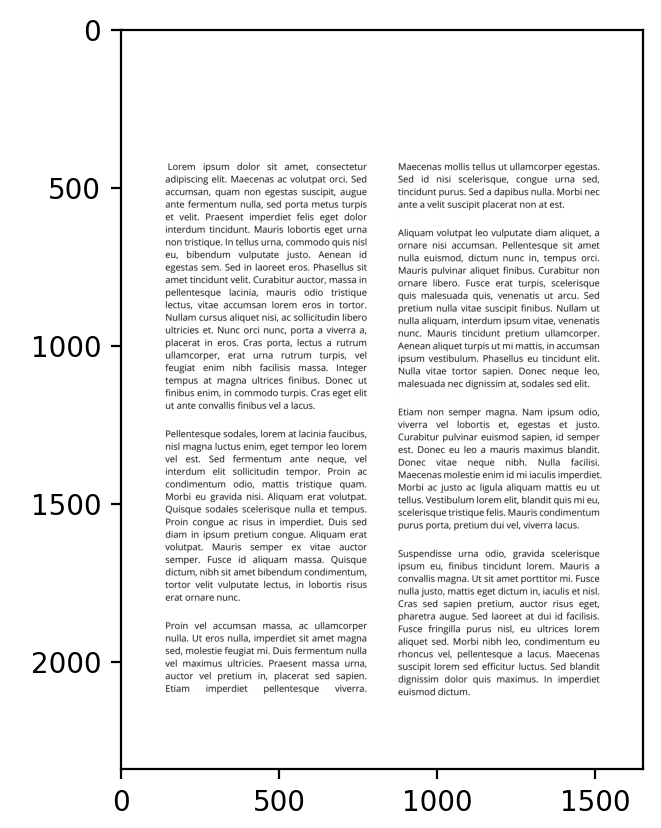 0
500
1000
1500
2000
0
500
1000
1500
Lorem ipsum dolor sit amet, consectetur
adipiscing elit. Maecenas ac volutpat orci. Sed
accumsan, quam non egestas suscipit, augue
ante fermentum nulla, sed porta metus turpis
et velit. Praesent imperdiet felis eget dolor
interdum tincidunt. Mauris lobortis eget urna
non tristique. In tellus urna, commodo quis nisl
eu, bibendum vulputate justo. Aenean id
egestas sem. Sed in laoreet eros. Phasellus sit
amet tincidunt velit. Curabitur auctor, massa in
pellentesque lacinia, mauris odio tristique
lectus, vitae accumsan lorem eros in tortor.
Nullam cursus aliquet nisi, ac sollicitudin libero
ultricies et. Nunc orci nunc, porta a viverra a,
placerat in eros. Cras porta, lectus a rutrum
ullamcorper, erat urna rutrum turpis, vel
feugiat enim nibh facilisis massa. Integer
tempus at magna ultrices finibus. Donec ut
finibus enim, in commodo turpis. Cras eget elit
ut ante convallis finibus vel a lacus.
Pellentesque sodales, lorem at lacinia faucibus,
nisl magna luctus enim, eget tempor leo lorem
vel est. Sed fermentum ante neque, vel
interdum elit sollicitudin tempor. Proin ac
condimentum odio, mattis tristique quam.
Morbi eu gravida nisi. Aliquam erat volutpat.
Quisque sodales scelerisque nulla et tempus.
Proin congue ac risus in imperdiet. Duis sed
diam in ipsum pretium congue. Aliquam erat
volutpat. Mauris semper ex vitae auctor
semper. Fusce id aliquam massa. Quisque
dictum, nibh sit amet bibendum condimentum,
tortor velit vulputate lectus, in lobortis risus
erat ornare nunc.
Proin vel accumsan massa, ac ullamcorper
nulla. Ut eros nulla, imperdiet sit amet magna
sed, molestie feugiat mi. Duis fermentum nulla
vel maximus ultricies. Praesent massa urna,
auctor vel pretium in, placerat sed sapien.
Etiam imperdiet pellentesque viverra.
Maecenas mollis tellus ut ullamcorper egestas.
Sed id nisi scelerisque, congue urna sed,
tincidunt purus. Sed a dapibus nulla. Morbi nec
ante a velit suscipit placerat non at est.
Aliquam volutpat leo vulputate diam aliquet, a
ornare nisi accumsan. Pellentesque sit amet
nulla euismod, dictum nunc in, tempus orci.
Mauris pulvinar aliquet finibus. Curabitur non
ornare libero. Fusce erat turpis, scelerisque
quis malesuada quis, venenatis ut arcu. Sed
pretium nulla vitae suscipit finibus. Nullam ut
nulla aliquam, interdum ipsum vitae, venenatis
nunc. Mauris tincidunt pretium ullamcorper.
Aenean aliquet turpis ut mi mattis, in accumsan
ipsum vestibulum. Phasellus eu tincidunt elit.
Nulla vitae tortor sapien. Donec neque leo,
malesuada nec dignissim at, sodales sed elit.
Etiam non semper magna. Nam ipsum odio,
viverra vel lobortis et, egestas et justo.
Curabitur pulvinar euismod sapien, id semper
est. Donec eu leo a mauris maximus blandit.
Donec vitae neque nibh. Nulla facilisi.
Maecenas molestie enim id mi iaculis imperdiet.
Morbi ac justo ac ligula aliquam mattis eu ut
tellus. Vestibulum lorem elit, blandit quis mi eu,
scelerisque tristique felis. Mauris condimentum
purus porta, pretium dui vel, viverra lacus.
Suspendisse urna odio, gravida scelerisque
ipsum eu, finibus tincidunt lorem. Mauris a
convallis magna. Ut sit amet porttitor mi. Fusce
nulla justo, mattis eget dictum in, iaculis et nisl.
Cras sed sapien pretium, auctor risus eget,
pharetra augue. Sed laoreet at dui id facilisis.
Fusce fringilla purus nisl, eu ultrices lorem
aliquet sed. Morbi nibh leo, condimentum eu
rhoncus vel, pellentesque a lacus. Maecenas
suscipit lorem sed efficitur luctus. Sed blandit
dignissim dolor quis maximus. In imperdiet
euismod dictum.